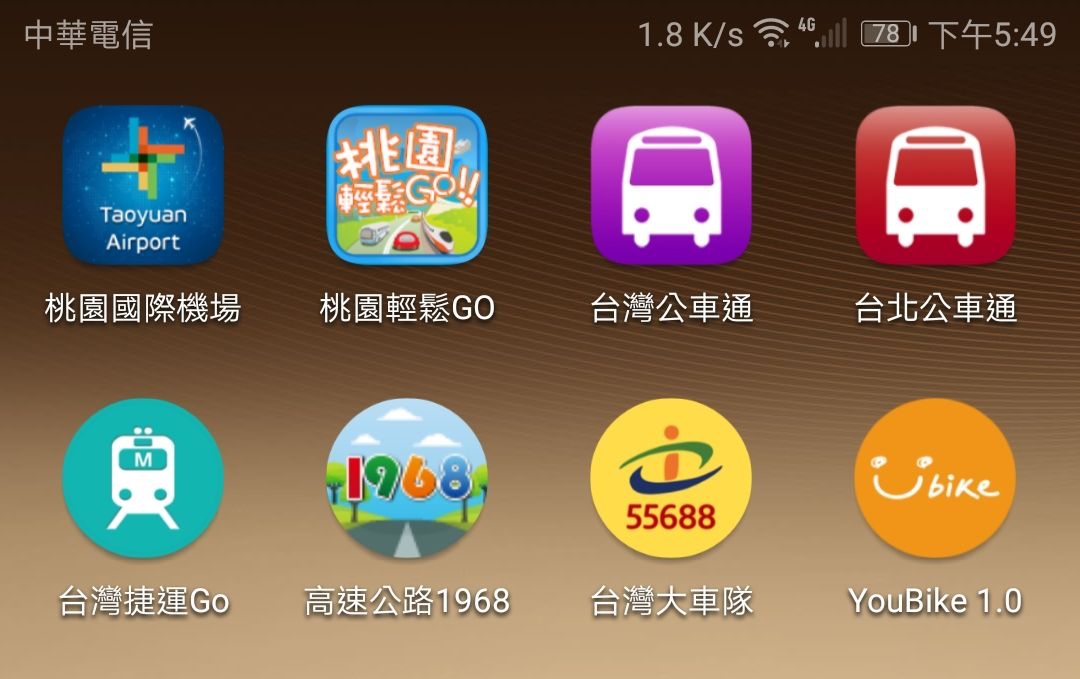 中華電信
1.8 K/s 4G 78 下午5:49
Taoyuan
Airport
桃園
輕鬆GO!!
桃園國際機場 桃園輕鬆GO 台灣公車通 台北公車通
M
1968
55688
Ubike
台灣捷運Go 高速公路1968 台灣大車隊 YouBike 1.0